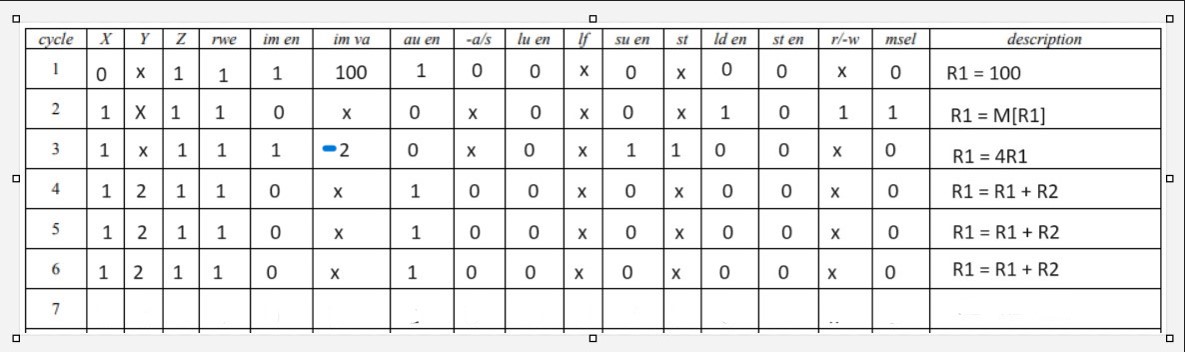 cycle X Y Z rwe im en im va au en -a/s lu en lf su en st ld en st en r/-w msel description
1 0 x 1 1 1 100 1 0 0 x 0 x 0 0 x 0 R1 = 100
2 1 X 1 1 0 x 0 x 0 x 0 x 1 0 1 1 R1 = M[R1]
3 1 x 1 1 1 -2 0 x 0 x 1 1 0 0 x 0 R1 = 4R1
4 1 2 1 1 0 x 1 0 0 x 0 x 0 0 x 0 R1 = R1 + R2
5 1 2 1 1 0 x 1 0 0 x 0 x 0 0 x 0 R1 = R1 + R2
6 1 2 1 1 0 x 1 0 0 x 0 x 0 0 x 0 R1 = R1 + R2
7